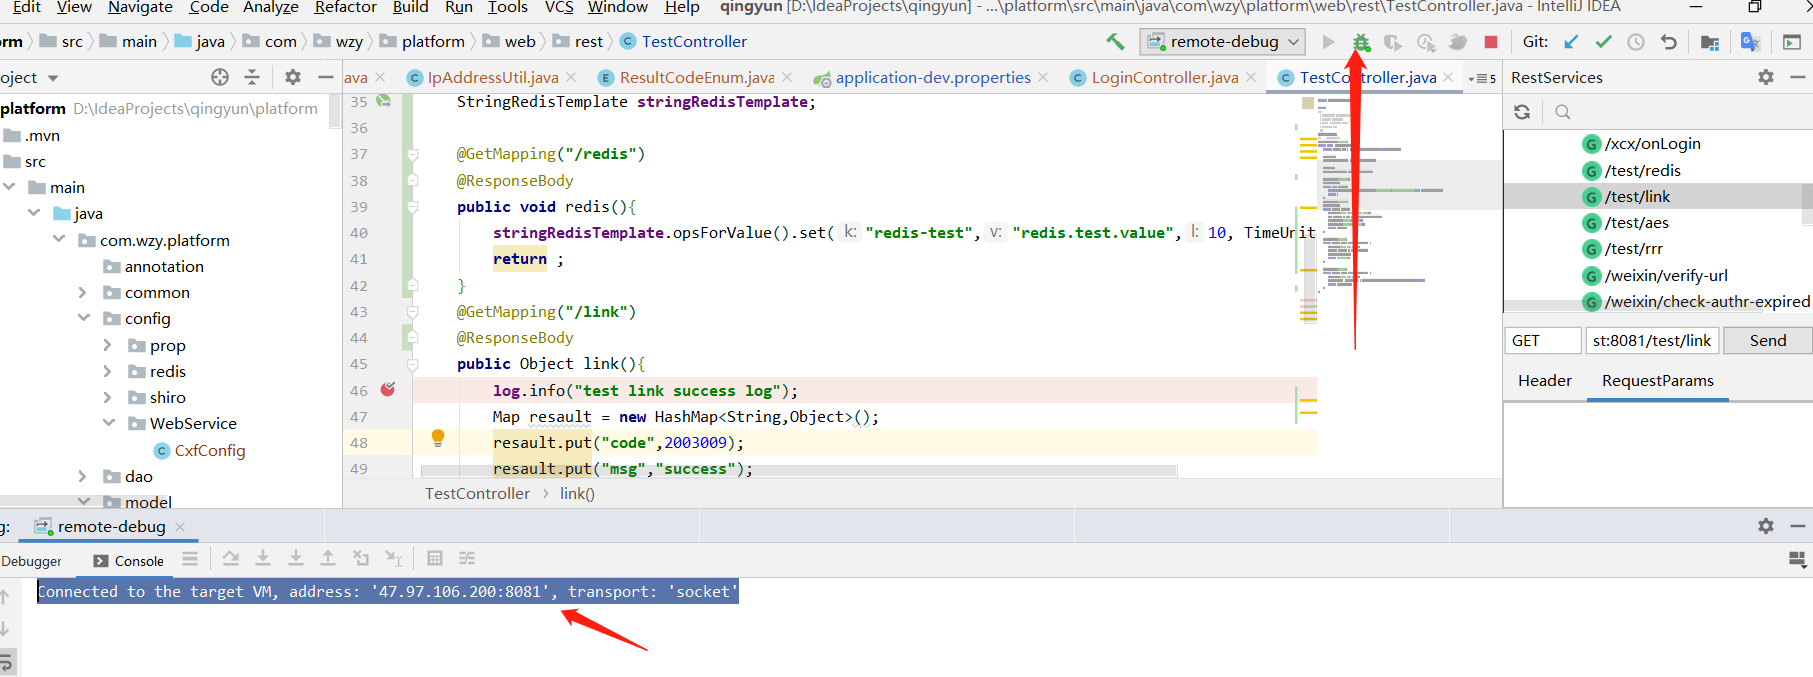 Edit View Navigate Code Analyze Refactor Build Run Tools VCS Window Help qingyun [D:\IdeaProjects\qingyun] - ...\platform\src\main\java\com\wzy\platform\web\rest\TestController.java - IntelliJ IDEA
rm src main java com wzy platform web rest TestController remote-debug Git:
oject ava IpAddressUtil.java ResultCodeEnum.java application-dev.properties LoginController.java TestController.java 5 RestServices
platform D:\IdeaProjects\qingyun\platform
.mvn
src
main
java
com.wzy.platform
annotation
common
config
prop
redis
shiro
WebService
CxfConfig
dao
model
35 StringRedisTemplate stringRedisTemplate;
36
37 @GetMapping("/redis")
38 @ResponseBody
39 public void redis(){
40 stringRedisTemplate.opsForValue().set( k: "redis-test", v: "redis.test.value", l: 10, TimeUnit
41 return ;
42 }
43 @GetMapping("/link")
44 @ResponseBody
45 public Object link(){
46 log.info("test link success log");
47 Map resault = new HashMap<String,Object>();
48 resault.put("code",2003009);
49 resault.put("msg","success");
TestController › link()
/xcx/onLogin
/test/redis
/test/link
/test/aes
/test/rrr
/weixin/verify-url
/weixin/check-authr-expired
GET st:8081/test/link Send
Header RequestParams
g: remote-debug
Debugger Console
Connected to the target VM, address: '47.97.106.200:8081', transport: 'socket'